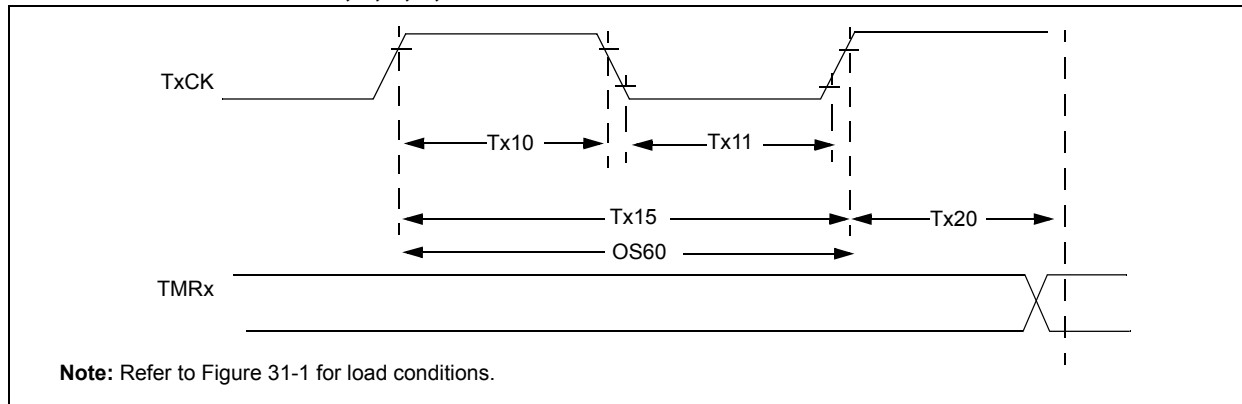 TxCK
Tx10
Tx11
Tx15
Tx20
OS60
TMRx
Note: Refer to Figure 31-1 for load conditions.